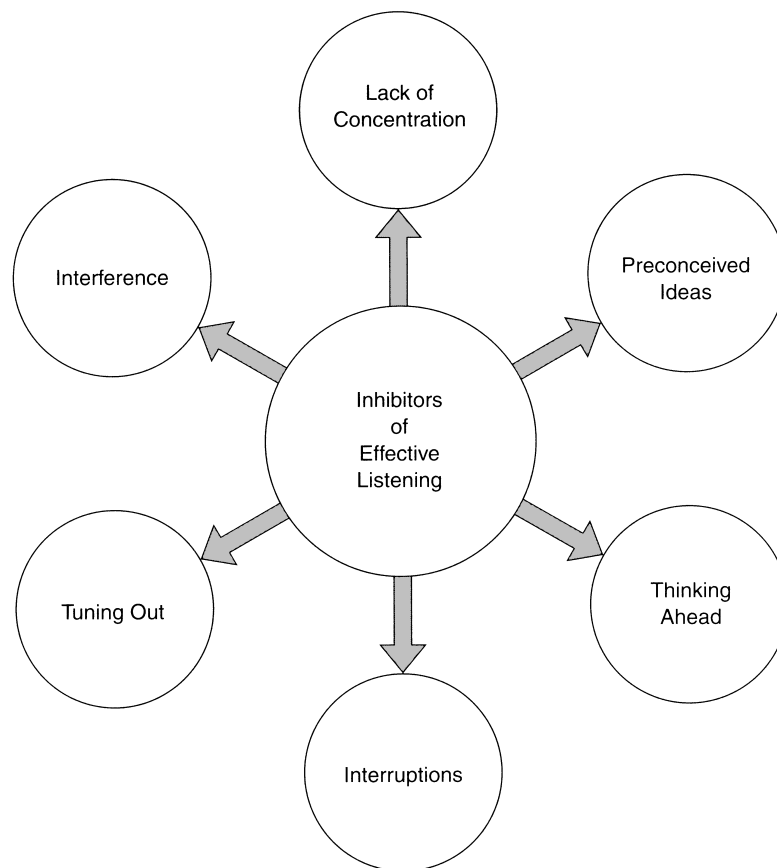 Lack of
Concentration
Interference
Preconceived
Ideas
Inhibitors
of
Effective
Listening
Tuning Out
Thinking
Ahead
Interruptions